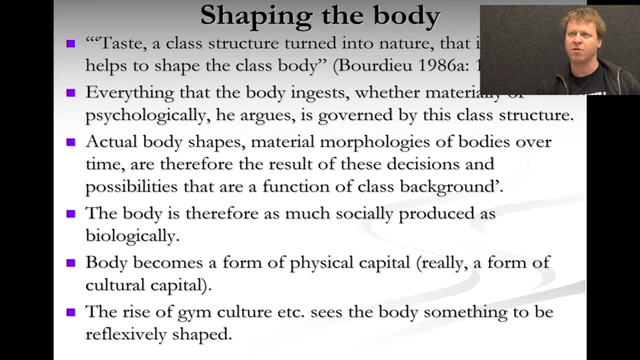 Shaping the body
“‘Taste, a class structure turned into nature, that i
helps to shape the class body” (Bourdieu 1986a: 1
Everything that the body ingests, whether materially or
psychologically, he argues, is governed by this class structure.
Actual body shapes, material morphologies of bodies over
time, are therefore the result of these decisions and
possibilities that are a function of class background’.
The body is therefore as much socially produced as
biologically.
Body becomes a form of physical capital (really, a form of
cultural capital).
The rise of gym culture etc. sees the body something to be
reflexively shaped.